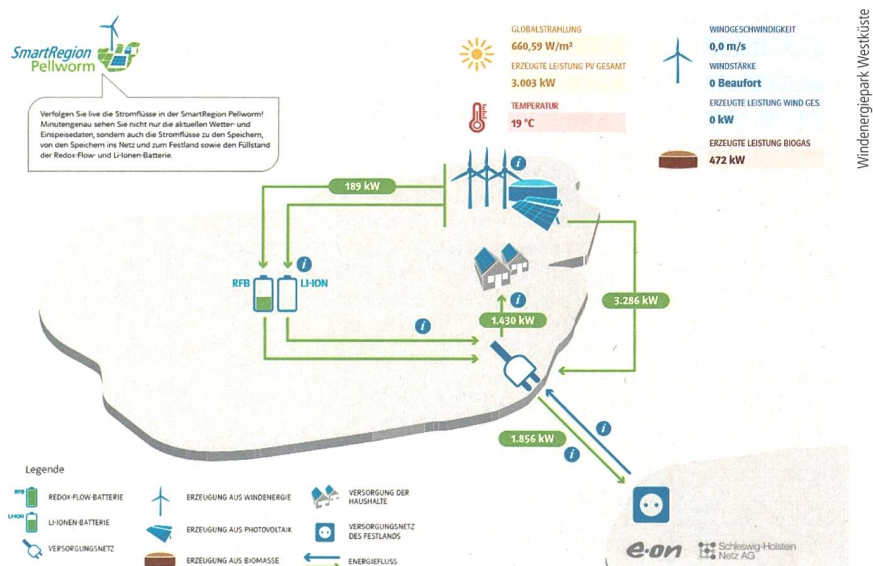 SmartRegion
Pellworm
Verfolgen Sie live die Stromflüsse in der SmartRegion Pellworm!
Minutengenau sehen Sie nicht nur die aktuellen Wetter- und
Einspeisedaten, sondern auch die Stromflüsse zu den Speichern,
von den Speichern ins Netz und zum Festland sowie den Füllstand
der Redox-Flow- und Li-Ionen-Batterie.
GLOBALSTRAHLUNG
660,59 W/m²
ERZEUGTE LEISTUNG PV GESAMT
3.003 kW
TEMPERATUR
19 °C
WINDGESCHWINDIGKEIT
0,0 m/s
WINDSTÄRKE
0 Beaufort
ERZEUGTE LEISTUNG WIND GES.
0 kW
ERZEUGTE LEISTUNG BIOGAS
472 kW
Windenergiepark Westküste
189 kW
i
i
RFB
LI-ION
i
i
1.430 kW
3.286 kW
i
1.856 kW
i
Legende
RFB
REDOX-FLOW-BATTERIE
LI-ION
LI-IONEN-BATTERIE
VERSORGUNGSNETZ
ERZEUGUNG AUS WINDENERGIE
ERZEUGUNG AUS PHOTOVOLTAIK
ERZEUGUNG AUS BIOMASSE
VERSORGUNG DER
HAUSHALTE
VERSORGUNGSNETZ
DES FESTLANDS
ENERGIEFLUSS
e·on
Schleswig-Holstein
Netz AG